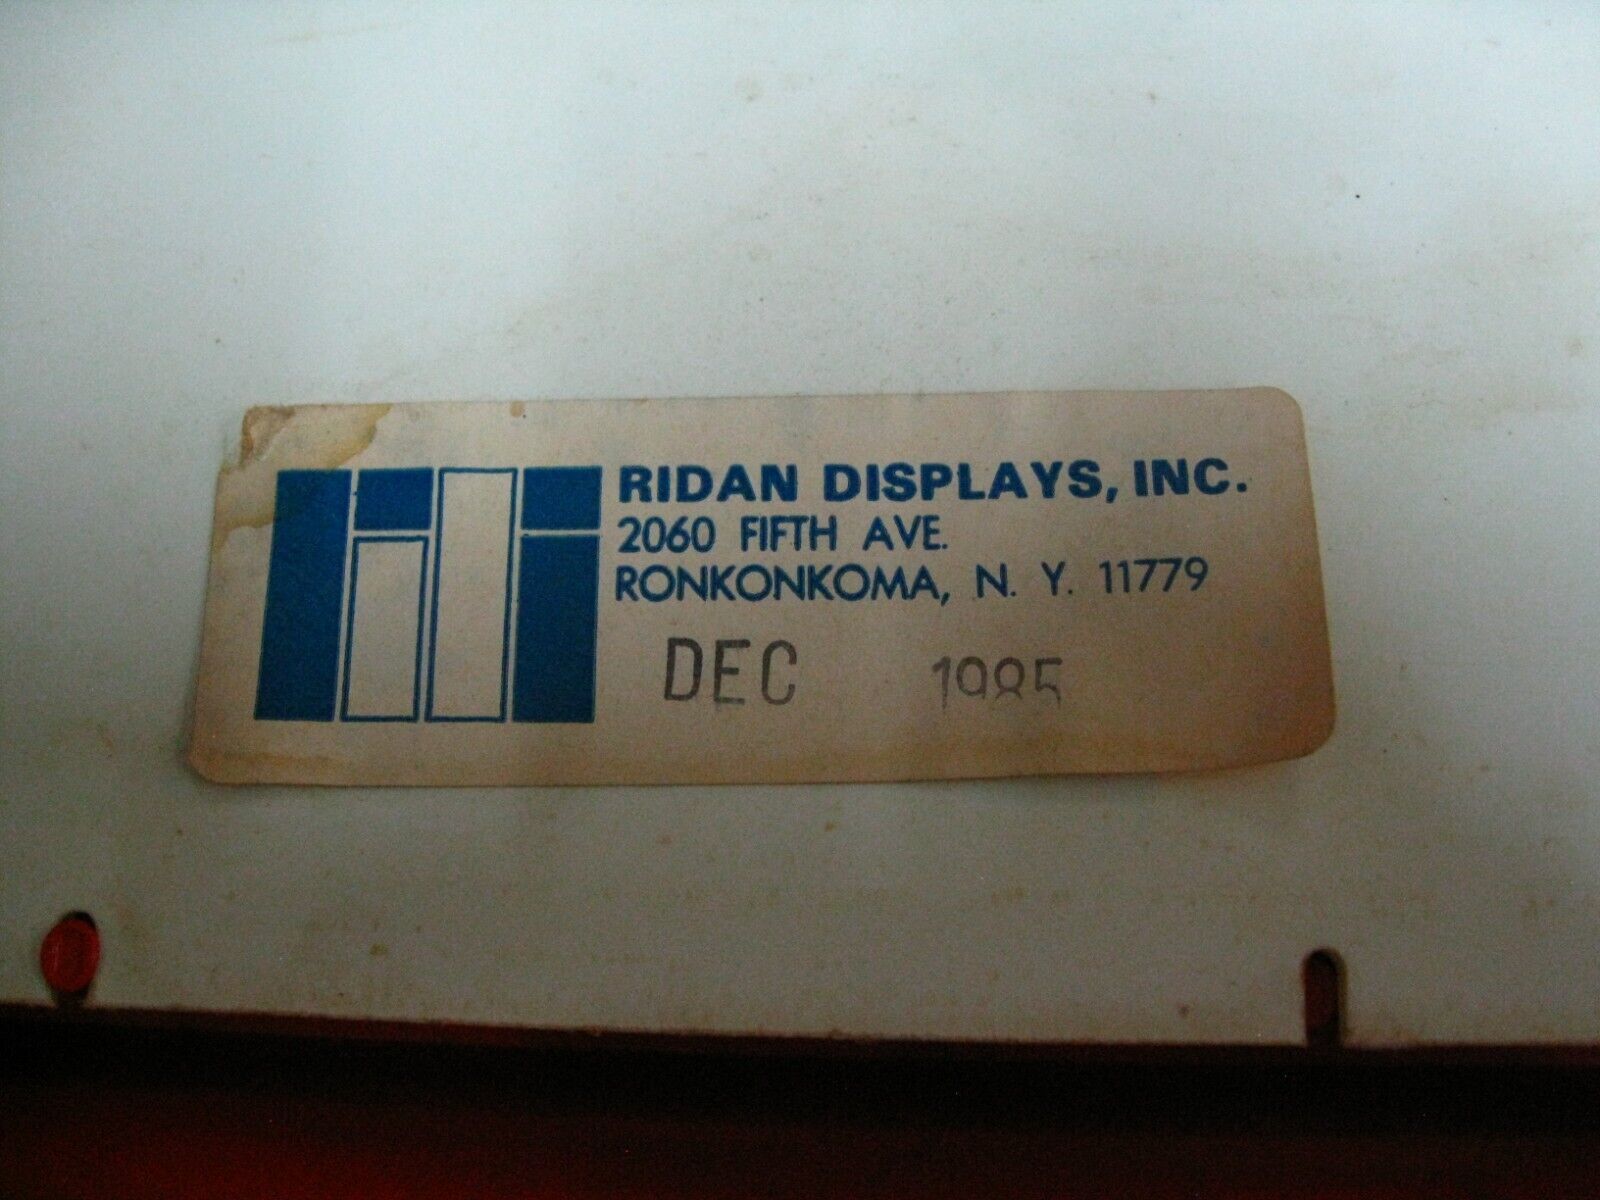 RIDAN DISPLAYS, INC.
2060 FIFTH AVE.
RONKONKOMA, N. Y. 11779
DEC 1985